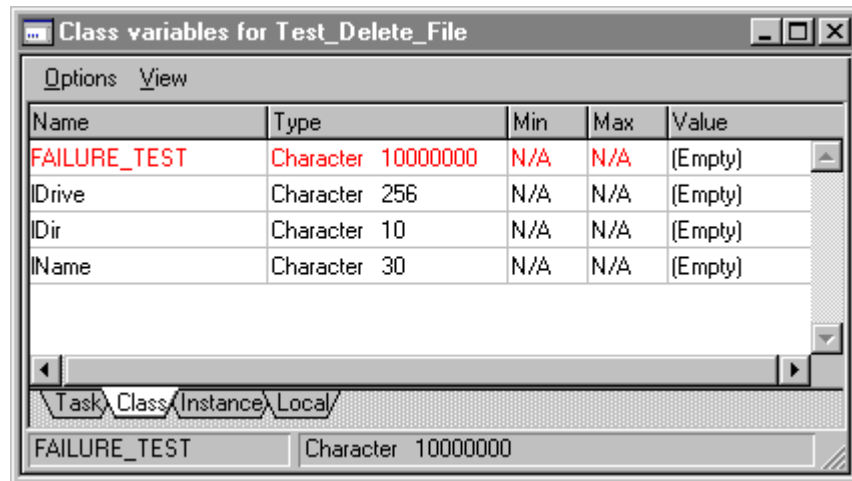 Class variables for Test_Delete_File
Options View
Name Type Min Max Value
FAILURE_TEST Character 10000000 N/A N/A (Empty)
lDrive Character 256 N/A N/A (Empty)
lDir Character 10 N/A N/A (Empty)
lName Character 30 N/A N/A (Empty)
Task Class Instance Local
FAILURE_TEST Character 10000000